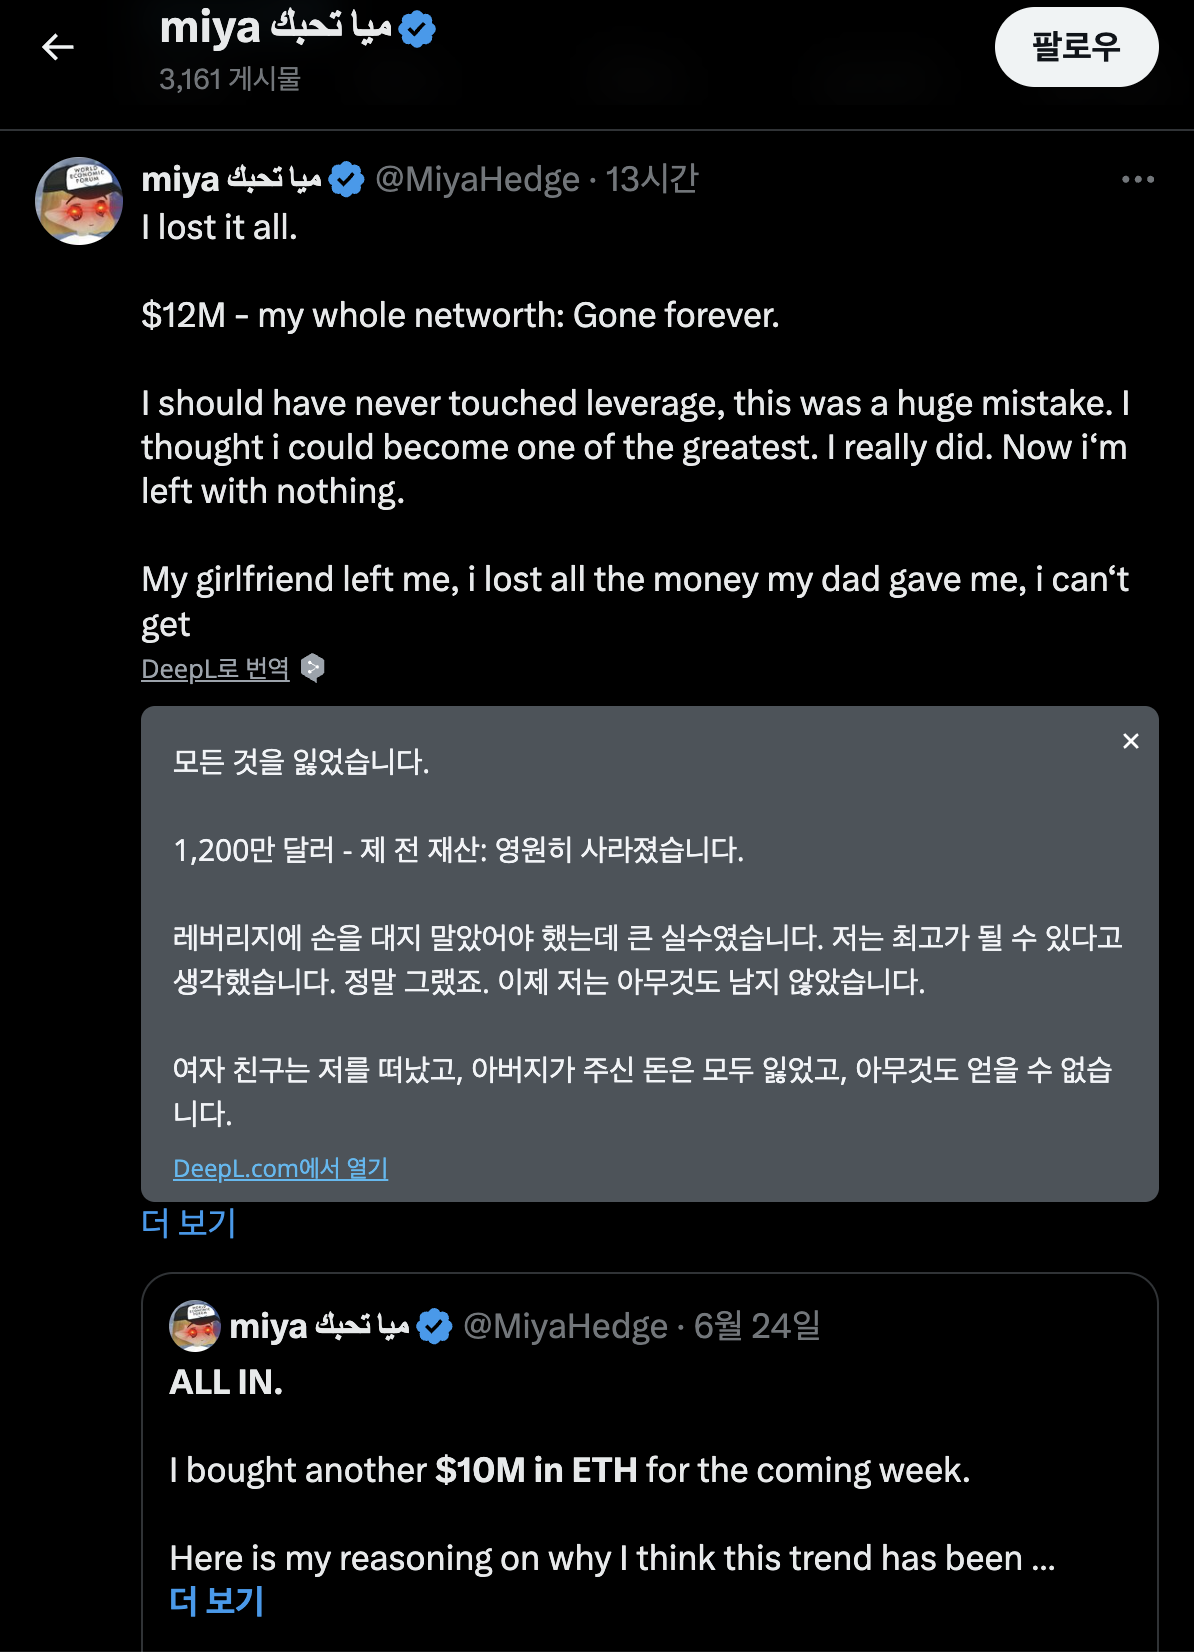 miya ميا تحبك
3,161 게시물
팔로우
WORLD
ECONOMIC
FORUM
miya ميا تحبك @MiyaHedge · 13시간
I lost it all.
$12M - my whole networth: Gone forever.
I should have never touched leverage, this was a huge mistake. I
thought i could become one of the greatest. I really did. Now i‘m
left with nothing.
My girlfriend left me, i lost all the money my dad gave me, i can‘t
get
DeepL로 번역
모든 것을 잃었습니다.
1,200만 달러 - 제 전 재산: 영원히 사라졌습니다.
레버리지에 손을 대지 말았어야 했는데 큰 실수였습니다. 저는 최고가 될 수 있다고
생각했습니다. 정말 그랬죠. 이제 저는 아무것도 남지 않았습니다.
여자 친구는 저를 떠났고, 아버지가 주신 돈은 모두 잃었고, 아무것도 얻을 수 없습
니다.
DeepL.com에서 열기
더 보기
WORLD
ECONOMIC
FORUM
miya ميا تحبك @MiyaHedge · 6월 24일
ALL IN.
I bought another $10M in ETH for the coming week.
Here is my reasoning on why I think this trend has been ...
더 보기